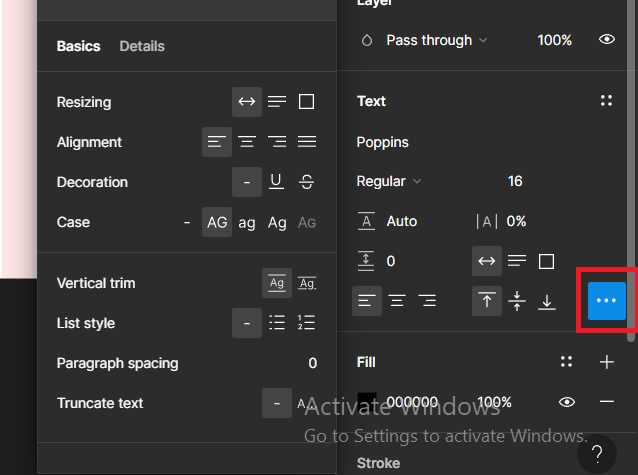 Basics Details
Resizing
Alignment
Decoration - U S
Case - AG ag Ag AG
Vertical trim Ag Ag
List style -
Paragraph spacing 0
Truncate text - A...
Layer
Pass through 100%
Text
Poppins
Regular 16
A Auto |A| 0%
0
Fill
000000 100%
Activate Windows
Go to Settings to activate Windows.
?
Stroke